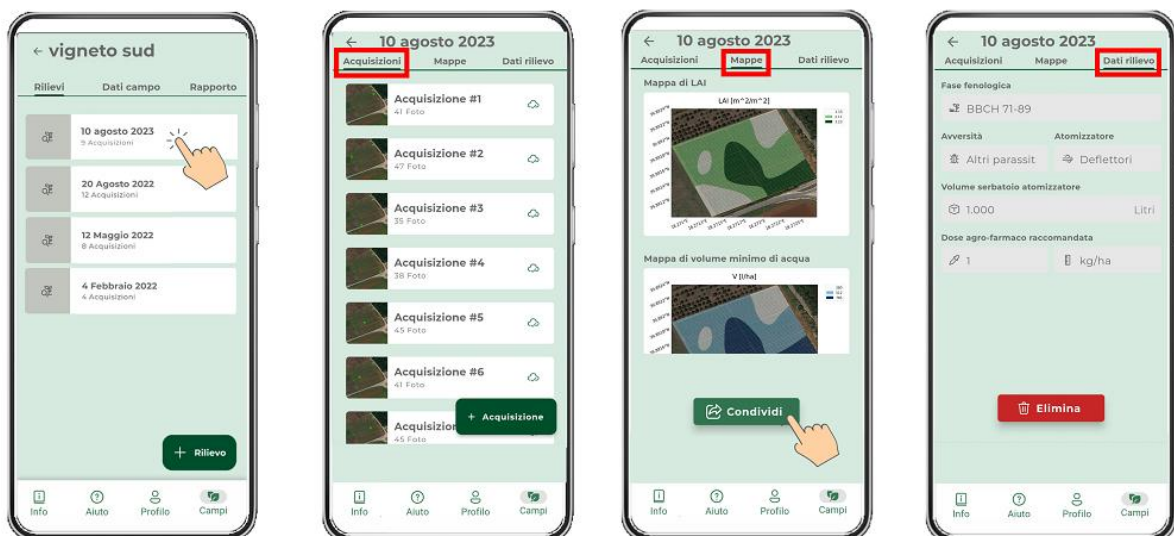 ← vigneto sud
Rilievi Dati campo Rapporto
10 agosto 2023
9 Acquisizioni
20 Agosto 2022
12 Acquisizioni
12 Maggio 2022
8 Acquisizioni
4 Febbraio 2022
4 Acquisizioni
+ Rilievo
Info Aiuto Profilo Campi
← 10 agosto 2023
Acquisizioni Mappe Dati rilievo
Acquisizione #1
41 Foto
Acquisizione #2
47 Foto
Acquisizione #3
35 Foto
Acquisizione #4
38 Foto
Acquisizione #5
45 Foto
Acquisizione #6
41 Foto
Acquisizion
45 Foto
+ Acquisizione
Info Aiuto Profilo Campi
← 10 agosto 2023
Acquisizioni Mappe Dati rilievo
Mappa di LAI
LAI [m^2/m^2]
Mappa di volume minimo di acqua
V [l/ha]
Condividi
Info Aiuto Profilo Campi
← 10 agosto 2023
Acquisizioni Mappe Dati rilievo
Fase fenologica
BBCH 71-89
Avversità Atomizzatore
Altri parassit Deflettori
Volume serbatoio atomizzatore
1.000 Litri
Dose agro-farmaco raccomandata
1 kg/ha
Elimina
Info Aiuto Profilo Campi